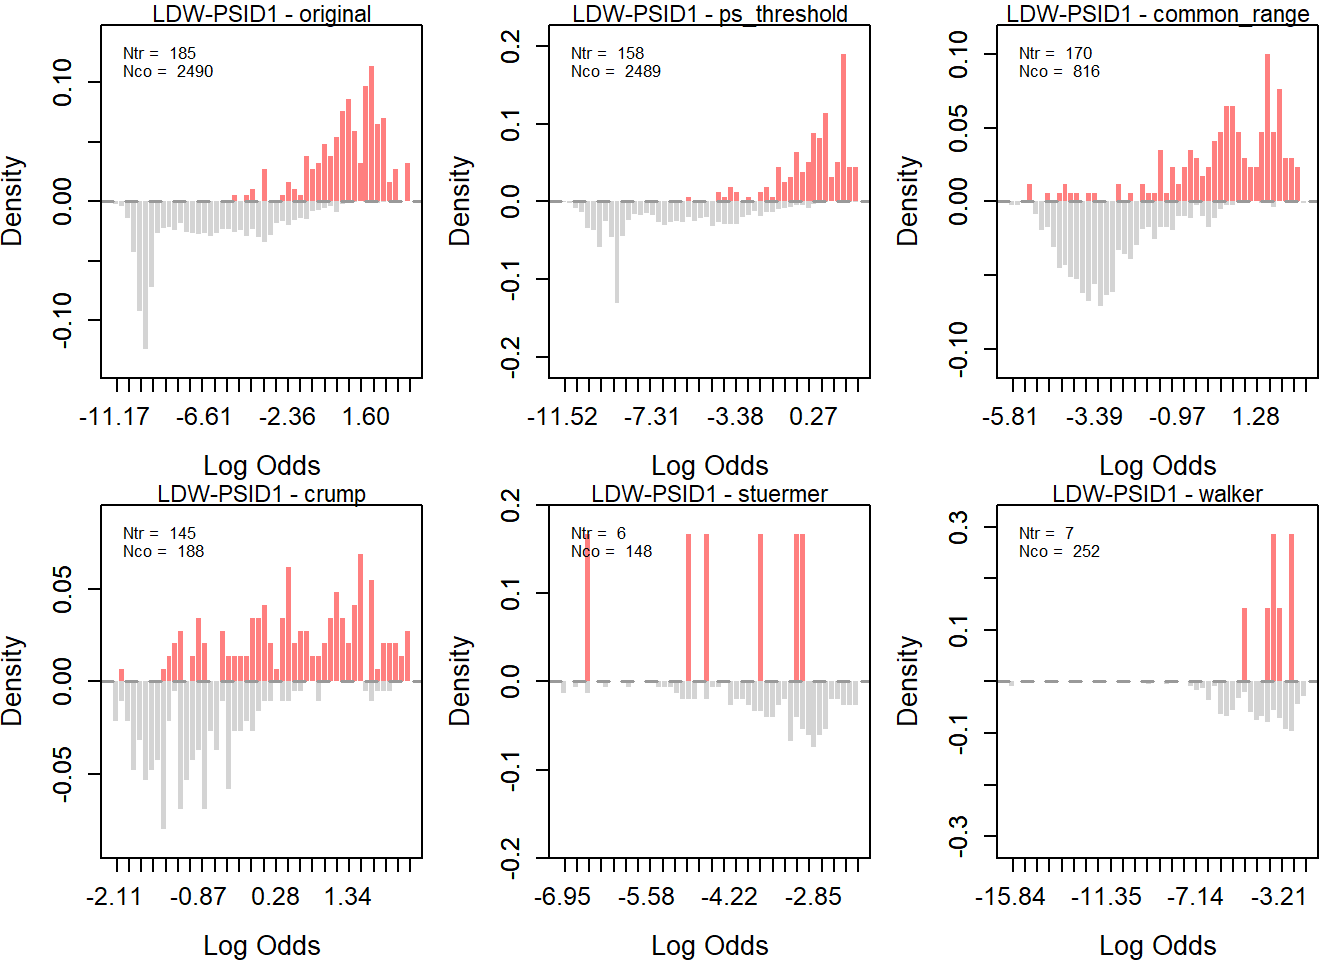 LDW-PSID1 - original
Ntr = 185
Nco = 2490
0.10
0.00
-0.10
Density
-11.17 -6.61 -2.36 1.60
Log Odds
LDW-PSID1 - ps_threshold
Ntr = 158
Nco = 2489
0.2
0.1
0.0
-0.1
-0.2
Density
-11.52 -7.31 -3.38 0.27
Log Odds
LDW-PSID1 - common_range
Ntr = 170
Nco = 816
0.10
0.05
0.00
-0.10
Density
-5.81 -3.39 -0.97 1.28
Log Odds
LDW-PSID1 - crump
Ntr = 145
Nco = 188
0.05
0.00
-0.05
Density
-2.11 -0.87 0.28 1.34
Log Odds
LDW-PSID1 - stuermer
Ntr = 6
Nco = 148
0.2
0.1
0.0
-0.1
-0.2
Density
-6.95 -5.58 -4.22 -2.85
Log Odds
LDW-PSID1 - walker
Ntr = 7
Nco = 252
0.3
0.1
-0.1
-0.3
Density
-15.84 -11.35 -7.14 -3.21
Log Odds